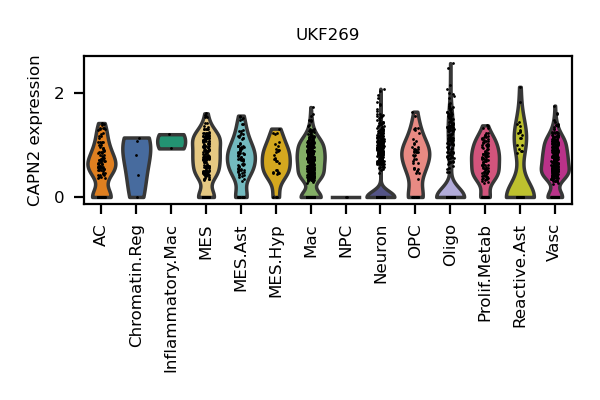 UKF269
CAPN2 expression
2
0
AC
Chromatin.Reg
Inflammatory.Mac
MES
MES.Ast
MES.Hyp
Mac
NPC
Neuron
OPC
Oligo
Prolif.Metab
Reactive.Ast
Vasc